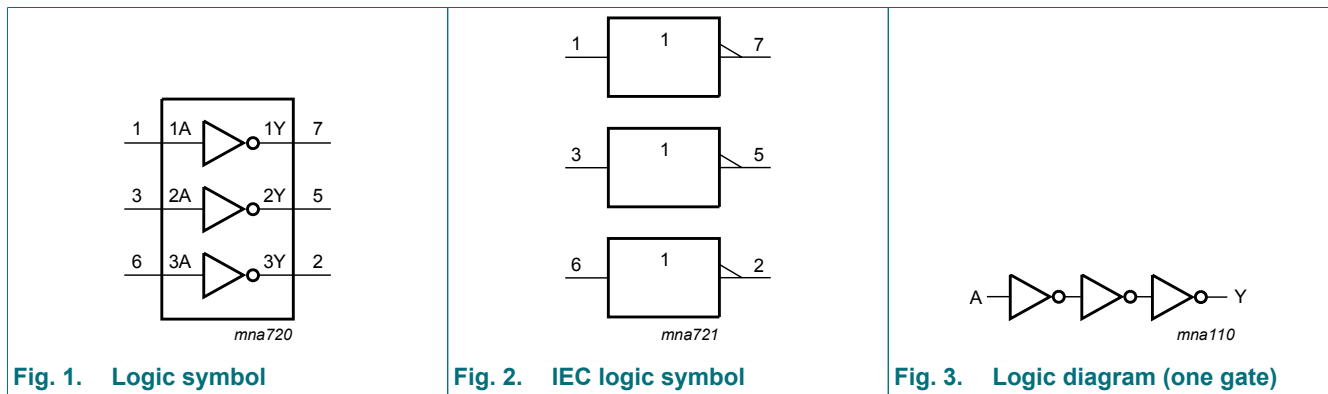 1 1A 1Y 7
3 2A 2Y 5
6 3A 3Y 2
mna720
Fig. 1. Logic symbol
1 1 7
3 1 5
6 1 2
mna721
Fig. 2. IEC logic symbol
A Y
mna110
Fig. 3. Logic diagram (one gate)